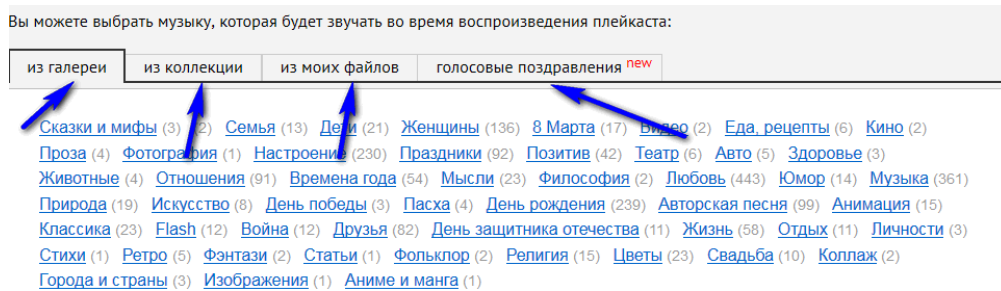 Вы можете выбрать музыку, которая будет звучать во время воспроизведения плейкаста:
из галереи из коллекции из моих файлов голосовые поздравления new
Сказки и мифы (3) (2) Семья (13) Дети (21) Женщины (136) 8 Марта (17) Видео (2) Еда, рецепты (6) Кино (2)
Проза (4) Фотография (1) Настроение (230) Праздники (92) Позитив (42) Театр (6) Авто (5) Здоровье (3)
Животные (4) Отношения (91) Времена года (54) Мысли (23) Философия (2) Любовь (443) Юмор (14) Музыка (361)
Природа (19) Искусство (8) День победы (3) Пасха (4) День рождения (239) Авторская песня (99) Анимация (15)
Классика (23) Flash (12) Война (12) Друзья (82) День защитника отечества (11) Жизнь (58) Отдых (11) Личности (3)
Стихи (1) Ретро (5) Фэнтази (2) Статьи (1) Фольклор (2) Религия (15) Цветы (23) Свадьба (10) Коллаж (2)
Города и страны (3) Изображения (1) Аниме и манга (1)